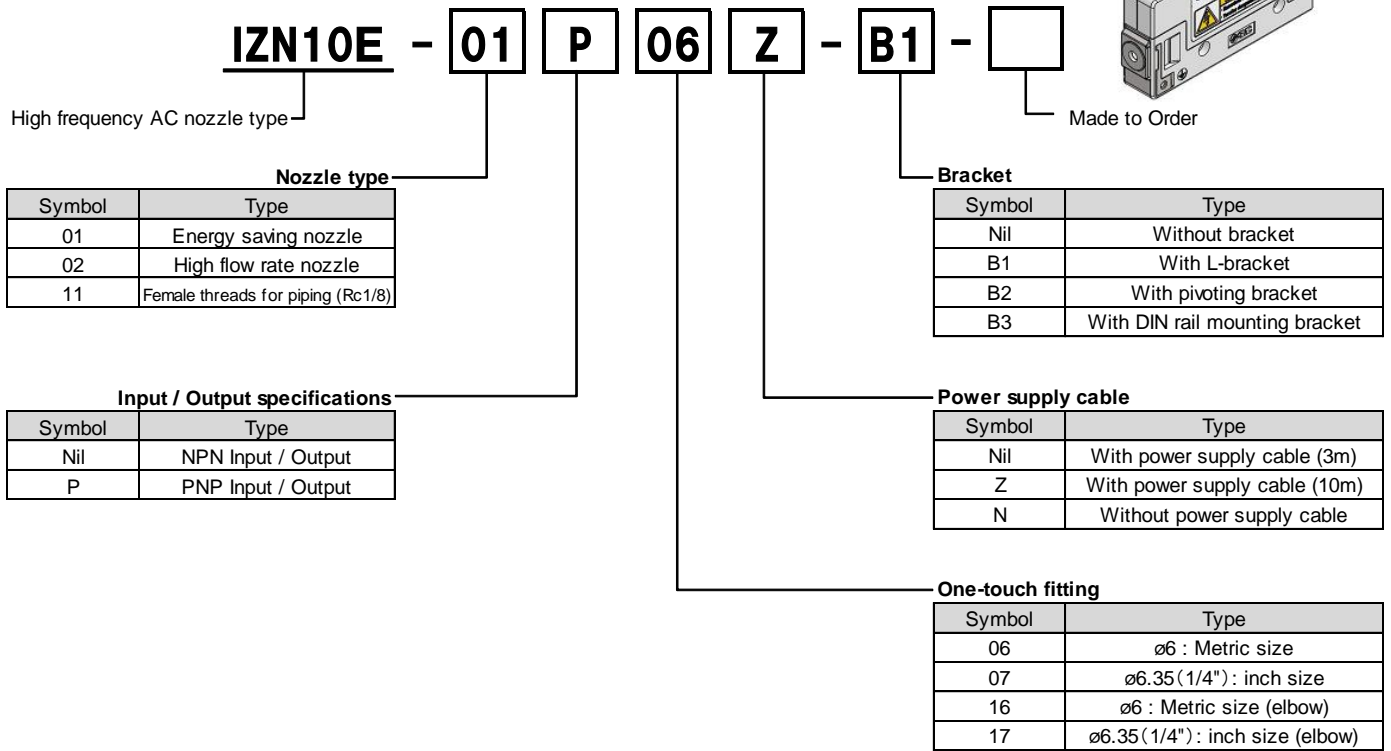 IZN10E - 01 P 06 Z - B1 -
High frequency AC nozzle type
Made to Order
Nozzle type
Symbol Type
01 Energy saving nozzle
02 High flow rate nozzle
11 Female threads for piping (Rc1/8)
Bracket
Symbol Type
Nil Without bracket
B1 With L-bracket
B2 With pivoting bracket
B3 With DIN rail mounting bracket
Input / Output specifications
Symbol Type
Nil NPN Input / Output
P PNP Input / Output
Power supply cable
Symbol Type
Nil With power supply cable (3m)
Z With power supply cable (10m)
N Without power supply cable
One-touch fitting
Symbol Type
06 ø6 : Metric size
07 ø6.35(1/4"): inch size
16 ø6 : Metric size (elbow)
17 ø6.35(1/4"): inch size (elbow)